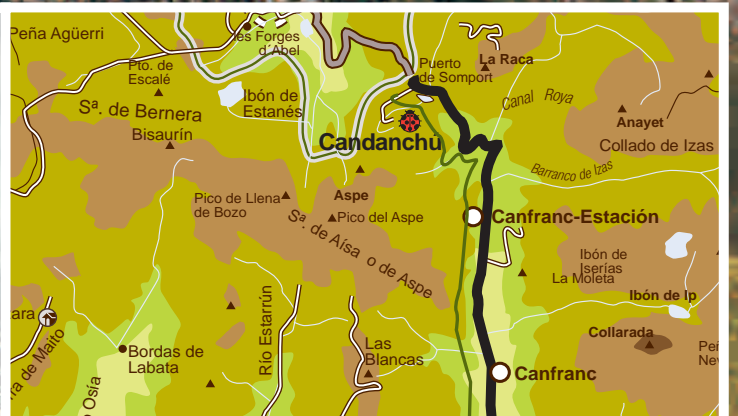 Peña Agüerri
les Forges
d´Abel
Pto. de
Escalé
Puerto
de Somport
La Raca
Sª. de Bernera
Ibón de
Estanés
Canal Roya
Anayet
Bisaurín
Candanchú
Collado de Izas
Barranco de Izas
Aspe
Pico de Llena
de Bozo
Pico del Aspe
Canfranc-Estación
Sª. de Aísa o de Aspe
Ibón de
Iserías
La Moleta
Ibón de Ip
Río Estarrún
Collarada
Las
Blancas
Bordas de
Labata
Canfranc